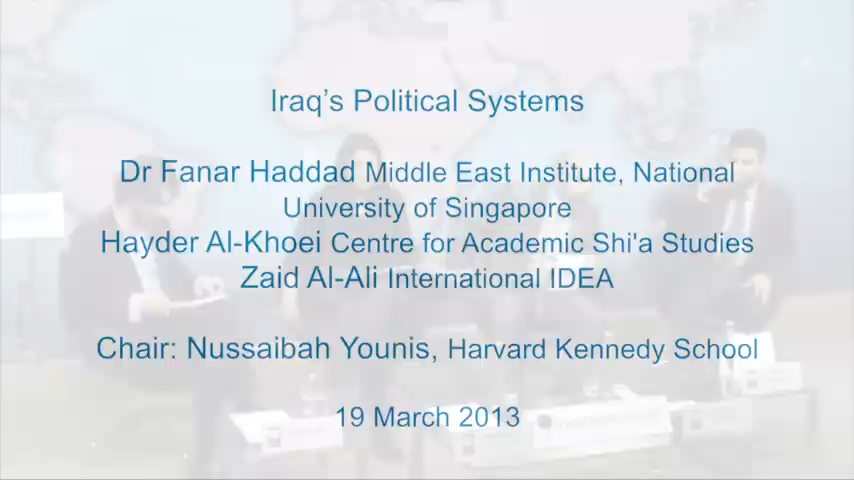 Iraq's Political Systems
Dr Fanar Haddad Middle East Institute, National
University of Singapore
Hayder Al-Khoei Centre for Academic Shi'a Studies
Zaid Al-Ali International IDEA
Chair: Nussaibah Younis, Harvard Kennedy School
19 March 2013